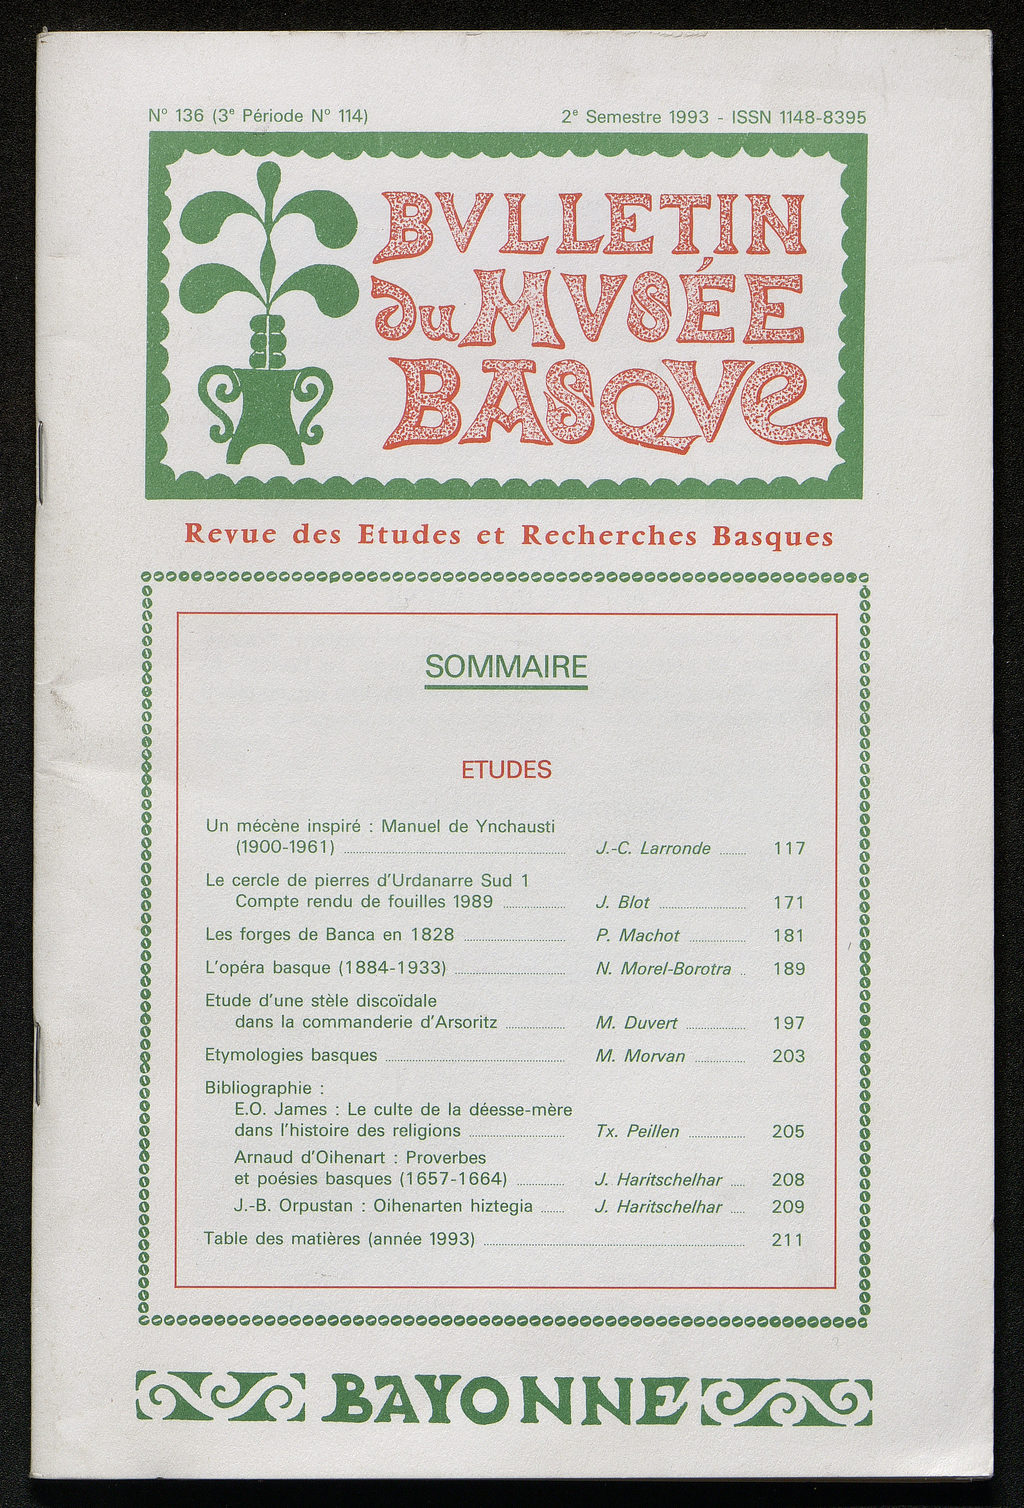 N° 136 (3e Période N° 114)
2e Semestre 1993 - ISSN 1148-8395
BVLLETIN
du MVSÉE
BASQVe
Revue des Etudes et Recherches Basques
SOMMAIRE
ETUDES
Un mécène inspiré : Manuel de Ynchausti
(1900-1961) J.-C. Larronde 117
Le cercle de pierres d'Urdanarre Sud 1
Compte rendu de fouilles 1989 J. Blot 171
Les forges de Banca en 1828 P. Machot 181
L'opéra basque (1884-1933) N. Morel-Borotra 189
Etude d'une stèle discoïdale
dans la commanderie d'Arsoritz M. Duvert 197
Etymologies basques M. Morvan 203
Bibliographie :
E.O. James : Le culte de la déesse-mère
dans l'histoire des religions Tx. Peillen 205
Arnaud d'Oihenart : Proverbes
et poésies basques (1657-1664) J. Haritschelhar 208
J.-B. Orpustan : Oihenarten hiztegia J. Haritschelhar 209
Table des matières (année 1993) 211
BAYONNE